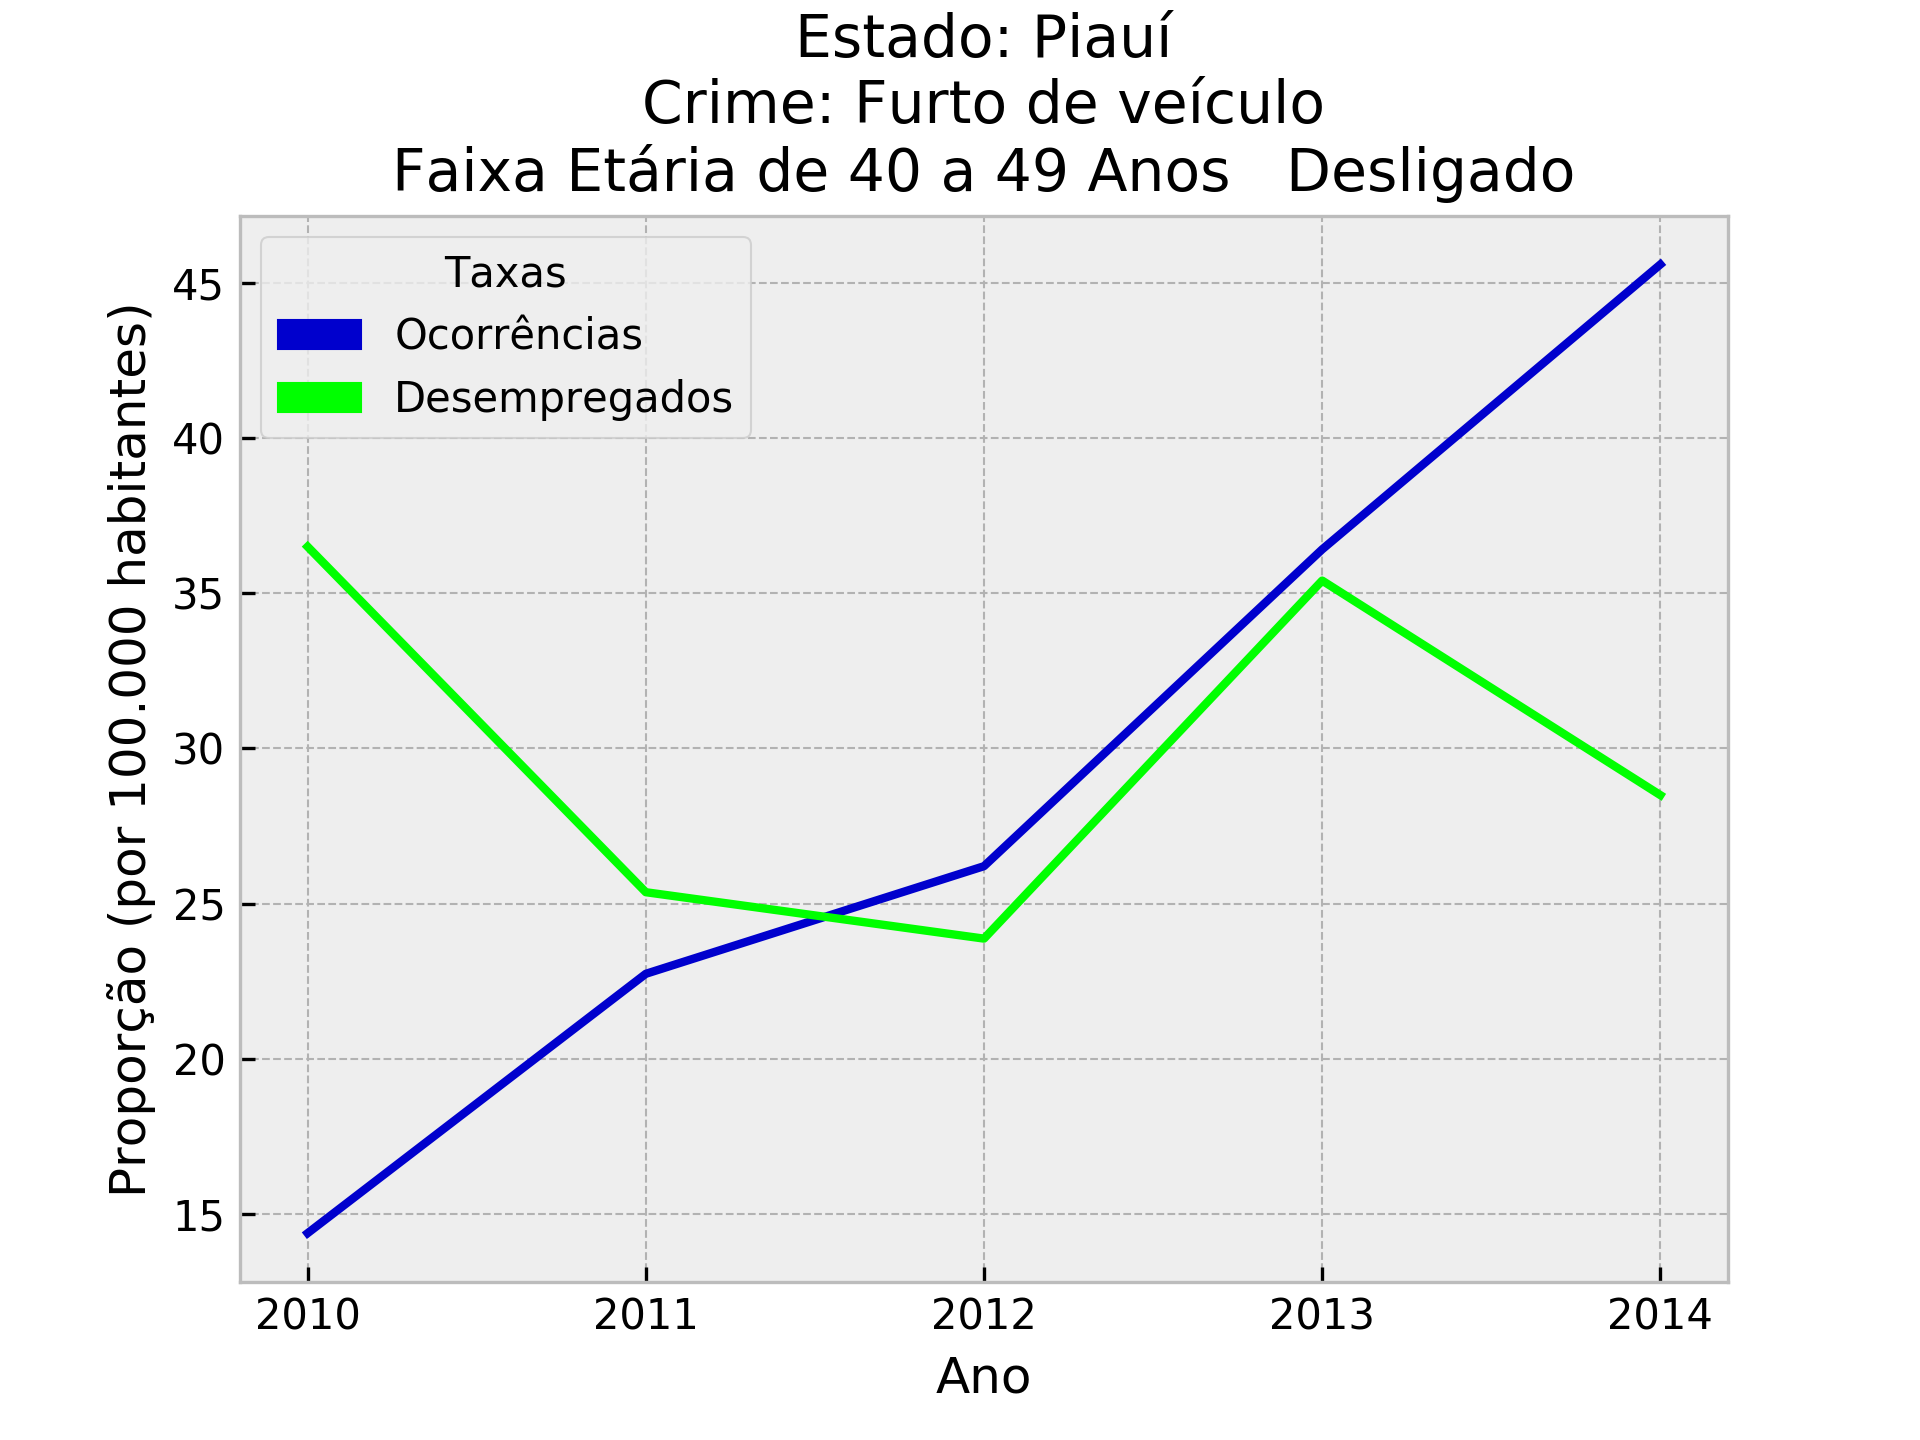 Estado: Piauí
Crime: Furto de veículo
Faixa Etária de 40 a 49 Anos   Desligado
Taxas
Ocorrências
Desempregados
Proporção (por 100.000 habitantes)
45
40
35
30
25
20
15
2010 2011 2012 2013 2014
Ano